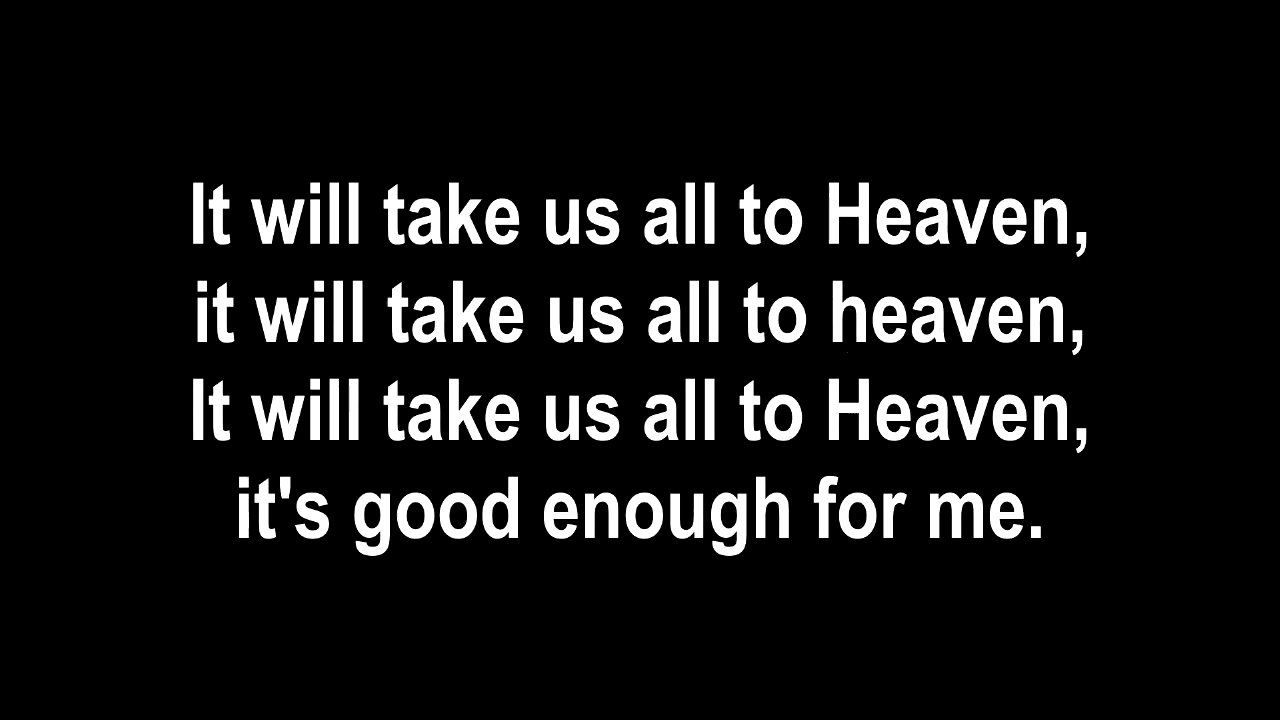 It will take us all to Heaven,
it will take us all to heaven,
It will take us all to Heaven,
it's good enough for me.